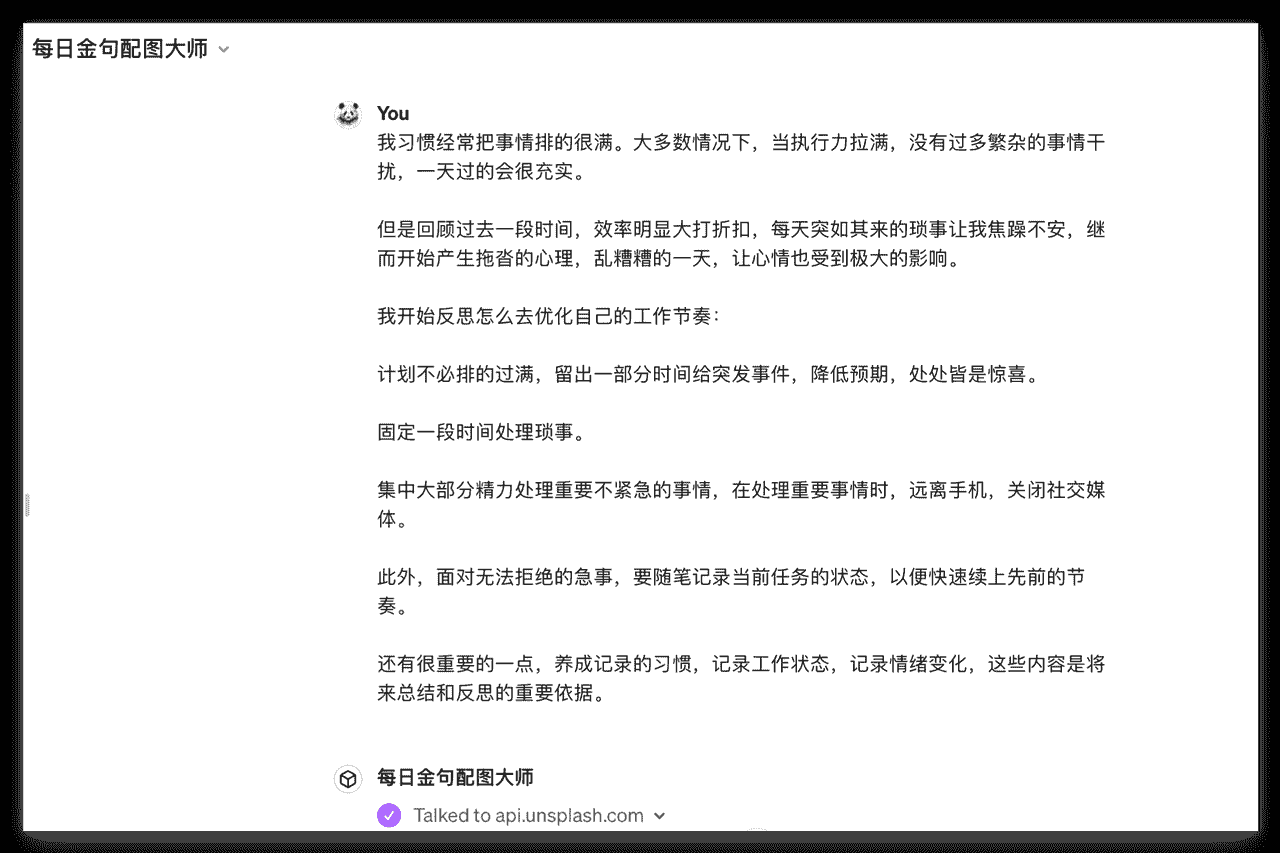 每日金句配图大师
You
我习惯经常把事情排的很满。大多数情况下，当执行力拉满，没有过多繁杂的事情干
扰，一天过的会很充实。
但是回顾过去一段时间，效率明显大打折扣，每天突如其来的琐事让我焦躁不安，继
而开始产生拖沓的心理，乱糟糟的一天，让心情也受到极大的影响。
我开始反思怎么去优化自己的工作节奏：
计划不必排的过满，留出一部分时间给突发事件，降低预期，处处皆是惊喜。
固定一段时间处理琐事。
集中大部分精力处理重要不紧急的事情，在处理重要事情时，远离手机，关闭社交媒
体。
此外，面对无法拒绝的急事，要随笔记录当前任务的状态，以便快速续上先前的节
奏。
还有很重要的一点，养成记录的习惯，记录工作状态，记录情绪变化，这些内容是将
来总结和反思的重要依据。
每日金句配图大师
Talked to api.unsplash.com